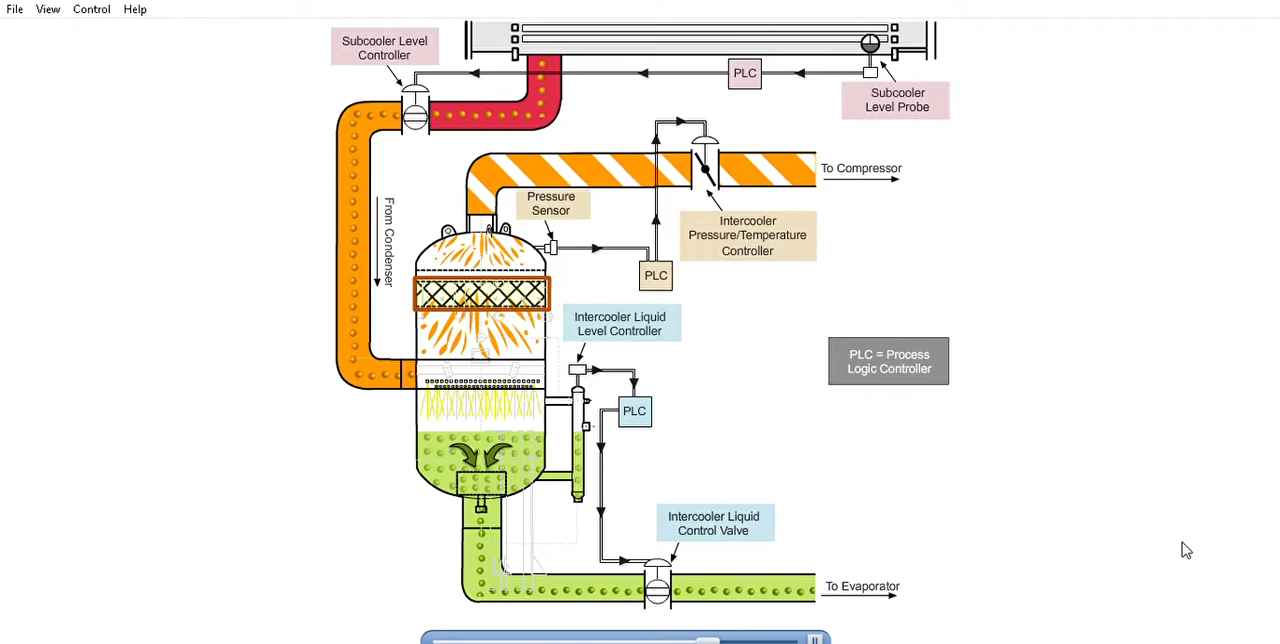 File View Control Help
Subcooler Level
Controller
PLC
Subcooler
Level Probe
To Compressor
Pressure
Sensor
Intercooler
Pressure/Temperature
Controller
From Condenser
PLC
Intercooler Liquid
Level Controller
PLC = Process
Logic Controller
PLC
Intercooler Liquid
Control Valve
To Evaporator